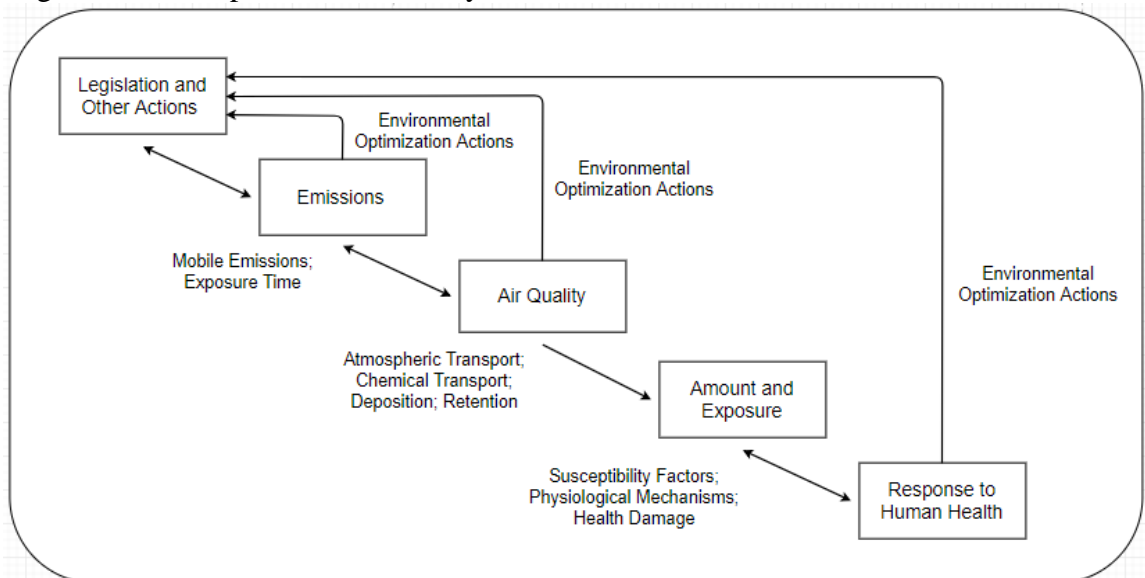 Legislation and
Other Actions
Environmental
Optimization Actions
Emissions
Environmental
Optimization Actions
Mobile Emissions;
Exposure Time
Air Quality
Environmental
Optimization Actions
Atmospheric Transport;
Chemical Transport;
Deposition; Retention
Amount and
Exposure
Susceptibility Factors;
Physiological Mechanisms;
Health Damage
Response to
Human Health